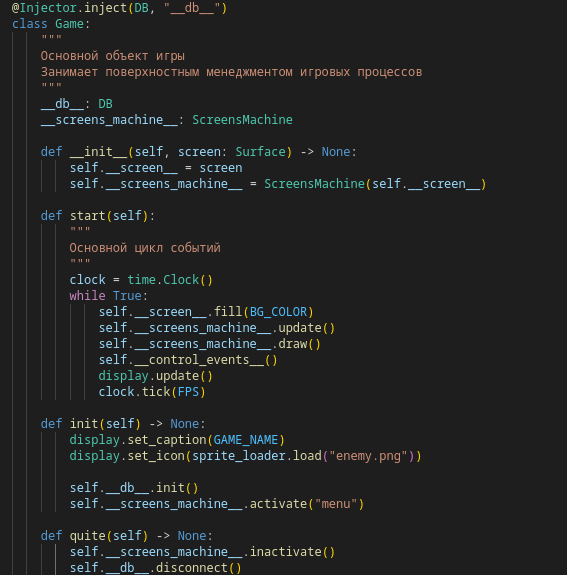 @Injector.inject(DB, "__db__")
class Game:
    """
    Основной объект игры
    Занимает поверхностным менеджментом игровых процессов
    """
    __db__: DB
    __screens_machine__: ScreensMachine

    def __init__(self, screen: Surface) -> None:
        self.__screen__ = screen
        self.__screens_machine__ = ScreensMachine(self.__screen__)

    def start(self):
        """
        Основной цикл событий
        """
        clock = time.Clock()
        while True:
            self.__screen__.fill(BG_COLOR)
            self.__screens_machine__.update()
            self.__screens_machine__.draw()
            self.__control_events__()
            display.update()
            clock.tick(FPS)

    def init(self) -> None:
        display.set_caption(GAME_NAME)
        display.set_icon(sprite_loader.load("enemy.png"))

        self.__db__.init()
        self.__screens_machine__.activate("menu")

    def quite(self) -> None:
        self.__screens_machine__.inactivate()
        self.__db__.disconnect()